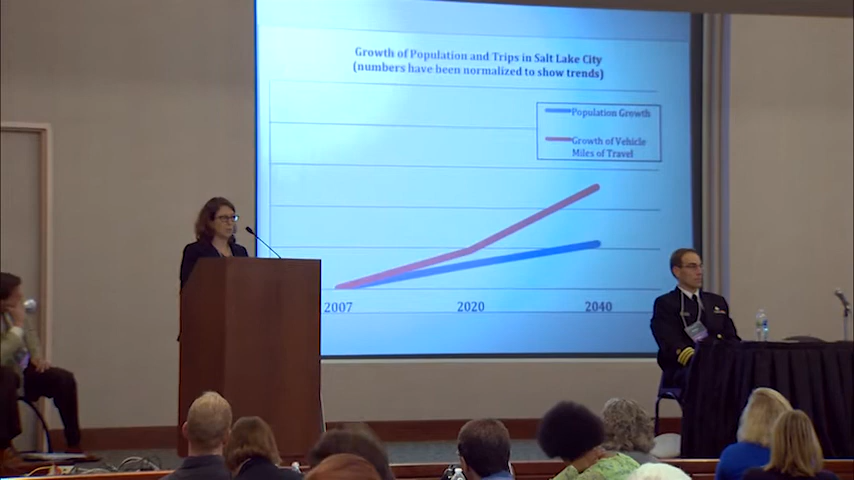 Growth of Population and Trips in Salt Lake City
(numbers have been normalized to show trends)
Population Growth
Growth of Vehicle
Miles of Travel
2007
2020
2040